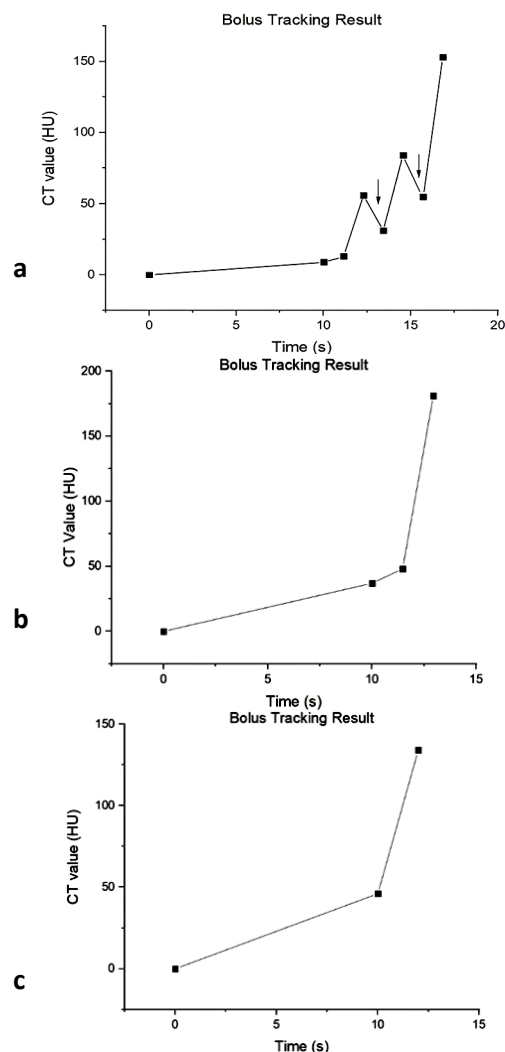 Bolus Tracking Result
150
100
50
0
CT value (HU)
0 5 10 15 20
Time (s)
a
Bolus Tracking Result
200
150
100
50
0
CT Value (HU)
0 5 10 15
Time (s)
b
Bolus Tracking Result
150
100
50
0
CT value (HU)
0 5 10 15
Time (s)
c